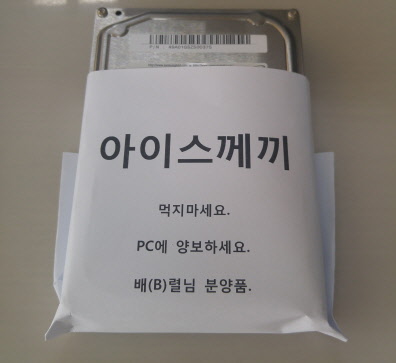 아이스께끼
먹지마세요.
PC에 양보하세요.
배(B)렬님 분양품.